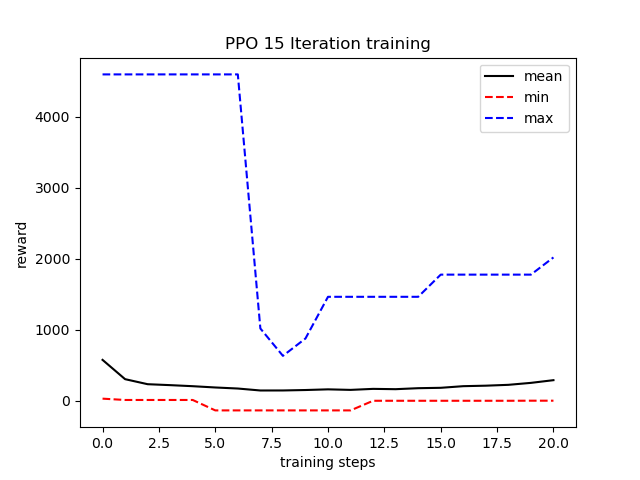 PPO 15 Iteration training
mean
min
max
4000
3000
2000
1000
0
reward
0.0 2.5 5.0 7.5 10.0 12.5 15.0 17.5 20.0
training steps